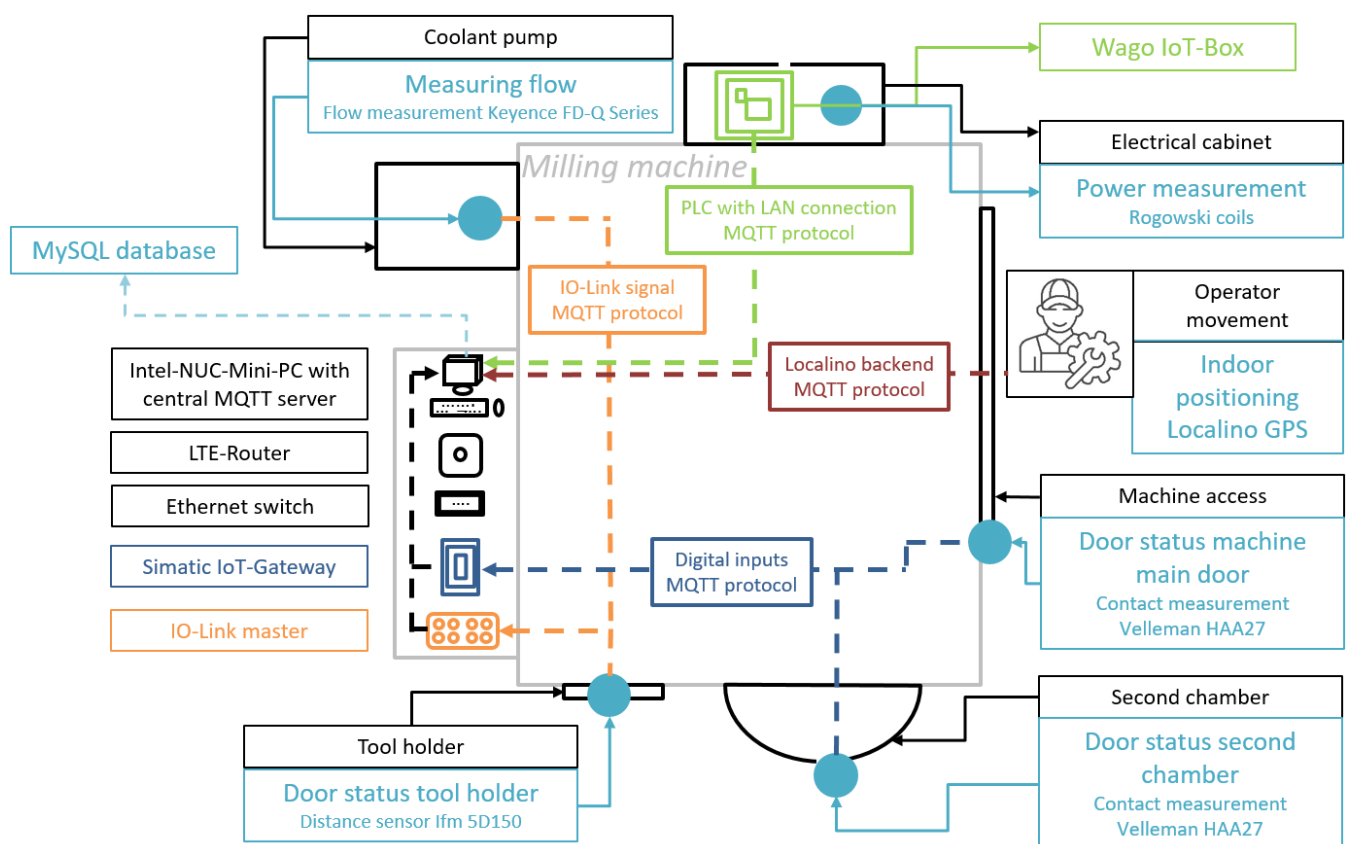 Coolant pump
Measuring flow
Flow measurement Keyence FD-Q Series
Wago IoT-Box
Electrical cabinet
Power measurement
Rogowski coils
Milling machine
PLC with LAN connection
MQTT protocol
MySQL database
IO-Link signal
MQTT protocol
Operator
movement
Indoor
positioning
Localino GPS
Localino backend
MQTT protocol
Intel-NUC-Mini-PC with
central MQTT server
LTE-Router
Ethernet switch
Simatic IoT-Gateway
IO-Link master
Digital inputs
MQTT protocol
Machine access
Door status machine
main door
Contact measurement
Velleman HAA27
Tool holder
Door status tool holder
Distance sensor Ifm 5D150
Second chamber
Door status second
chamber
Contact measurement
Velleman HAA27